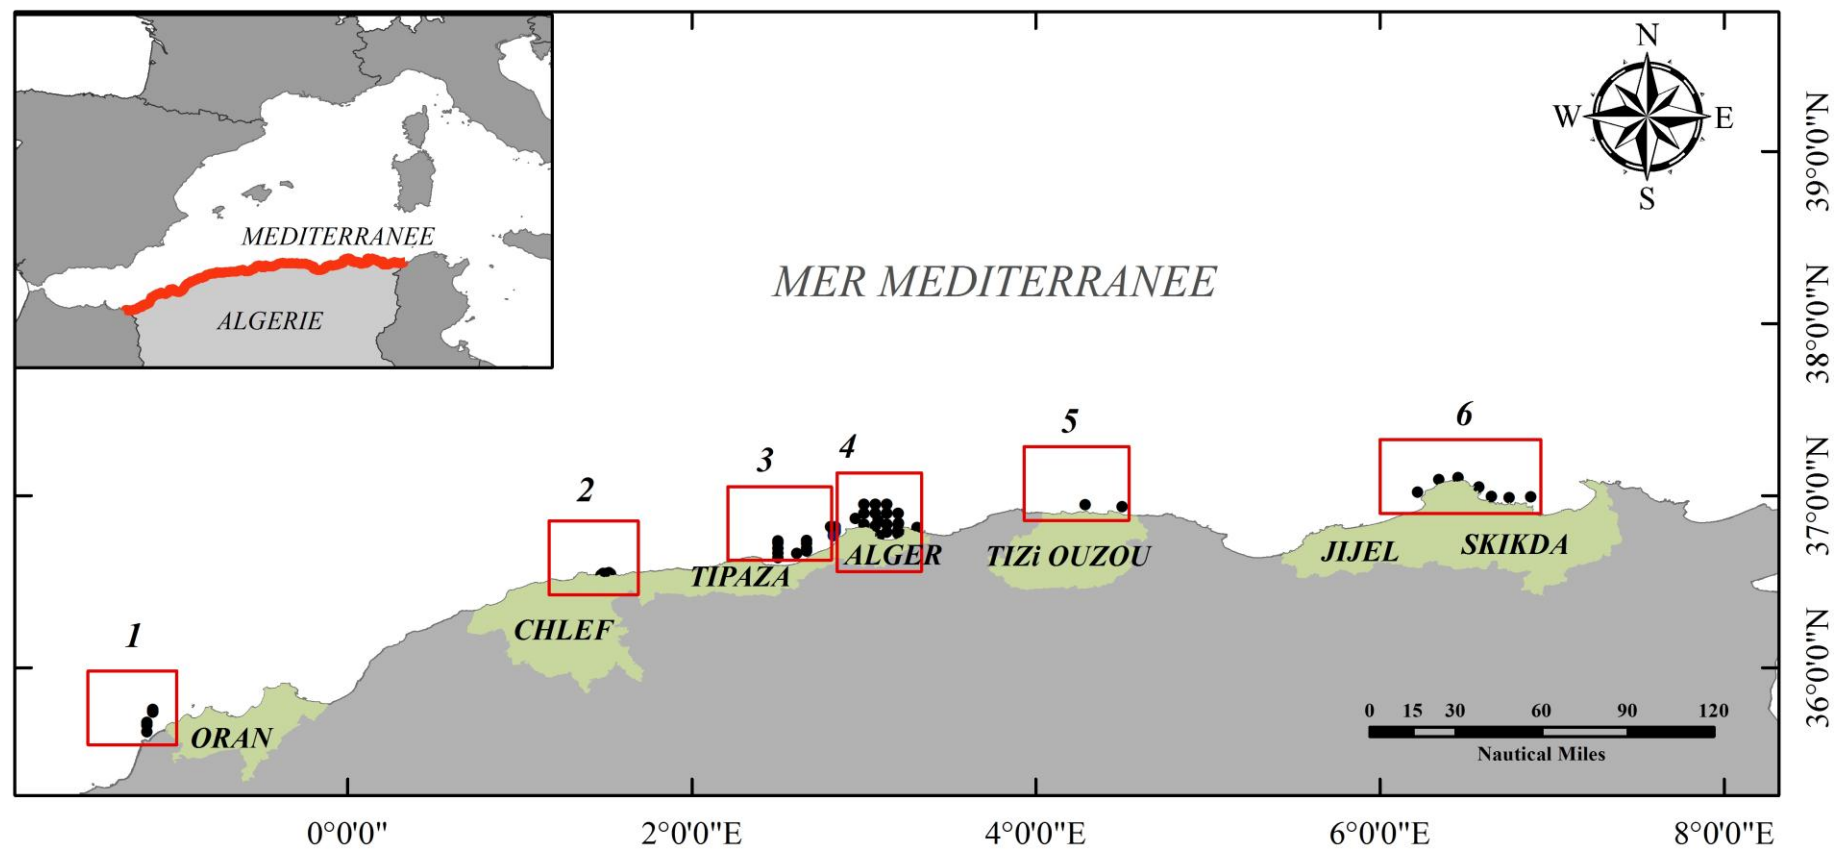 N
W E
S
MEDITERRANEE
ALGERIE
MER MEDITERRANEE
39°0'0"N
38°0'0"N
37°0'0"N
36°0'0"N
1
2
3
4
5
6
ORAN
CHLEF
TIPAZA
ALGER
TIZi OUZOU
JIJEL
SKIKDA
0 15 30 60 90 120
Nautical Miles
0°0'0"
2°0'0"E
4°0'0"E
6°0'0"E
8°0'0"E